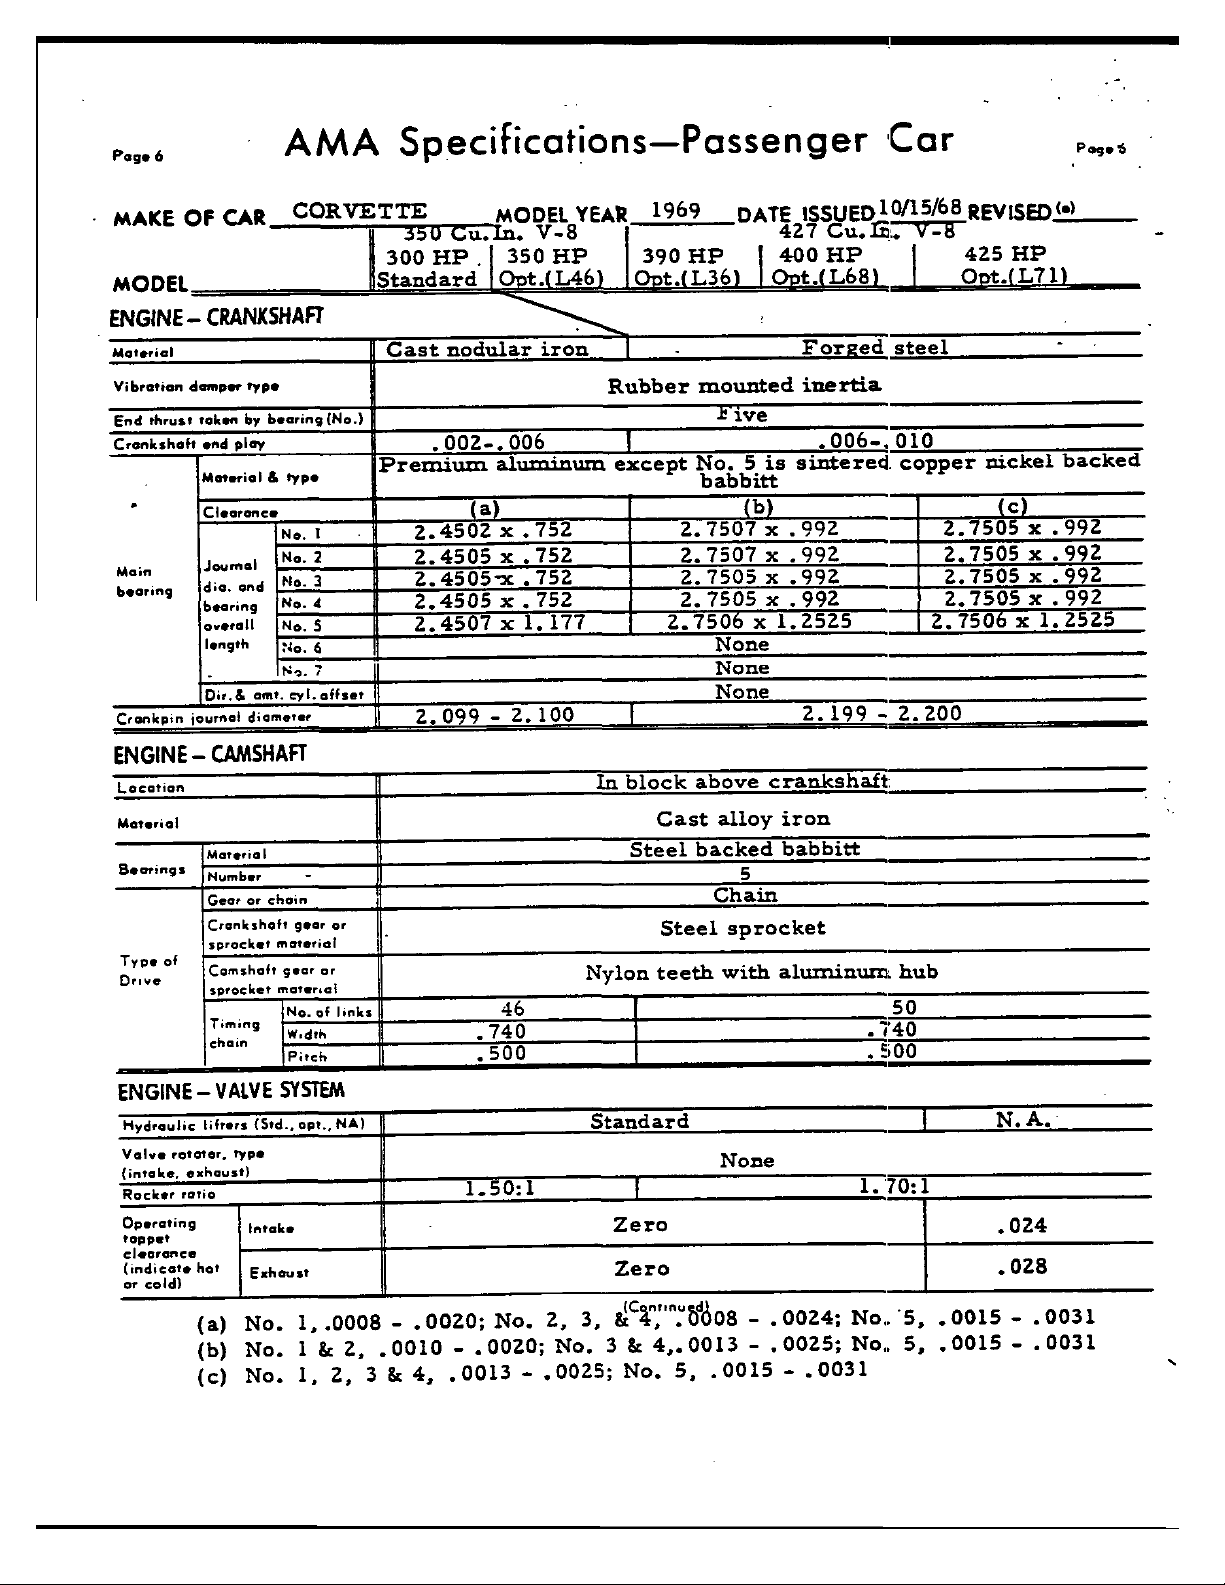 Page 6 AMA Specifications—Passenger Car Page 6
MAKE OF CAR CORVETTE MODEL YEAR 1969 DATE ISSUED 10/15/68 REVISED (•)
350 Cu. In. V-8 427 Cu. In. V-8
300 HP 350 HP 390 HP 400 HP 425 HP
MODEL Standard Opt.(L46) Opt.(L36) Opt.(L68) Opt.(L71)
ENGINE – CRANKSHAFT
Material Cast nodular iron Forged steel
Vibration damper type Rubber mounted inertia
End thrust taken by bearing (No.) Five
Crankshaft end play .002-.006 .006-.010
Main bearing Material & type Premium aluminum except No. 5 is sintered copper nickel backed babbitt
Clearance (a) (b) (c)
Journal dia. and bearing overall length
No. 1 2.4502 x .752 2.7507 x .992 2.7505 x .992
No. 2 2.4505 x .752 2.7507 x .992 2.7505 x .992
No. 3 2.4505 x .752 2.7505 x .992 2.7505 x .992
No. 4 2.4505 x .752 2.7505 x .992 2.7505 x .992
No. 5 2.4507 x 1.177 2.7506 x 1.2525 2.7506 x 1.2525
No. 6 None
No. 7 None
Dir. & amt. cyl. offset None
Crankpin journal diameter 2.099 - 2.100 2.199 - 2.200
ENGINE – CAMSHAFT
Location In block above crankshaft
Material Cast alloy iron
Bearings Material Steel backed babbitt
Number - 5
Type of Drive Gear or chain Chain
Crankshaft gear or sprocket material Steel sprocket
Camshaft gear or sprocket material Nylon teeth with aluminum hub
Timing chain No. of links 46 50
Width .740 .740
Pitch .500 .500
ENGINE – VALVE SYSTEM
Hydraulic lifters (Std., opt., NA) Standard N.A.
Valve rotator, type (intake, exhaust) None
Rocker ratio 1.50:1 1.70:1
Operating tappet clearance (indicate hot or cold) Intake Zero .024
Exhaust Zero .028
(Continued)
(a) No. 1, .0008 - .0020; No. 2, 3, & 4, .0008 - .0024; No. 5, .0015 - .0031
(b) No. 1 & 2, .0010 - .0020; No. 3 & 4, .0013 - .0025; No. 5, .0015 - .0031
(c) No. 1, 2, 3 & 4, .0013 - .0025; No. 5, .0015 - .0031